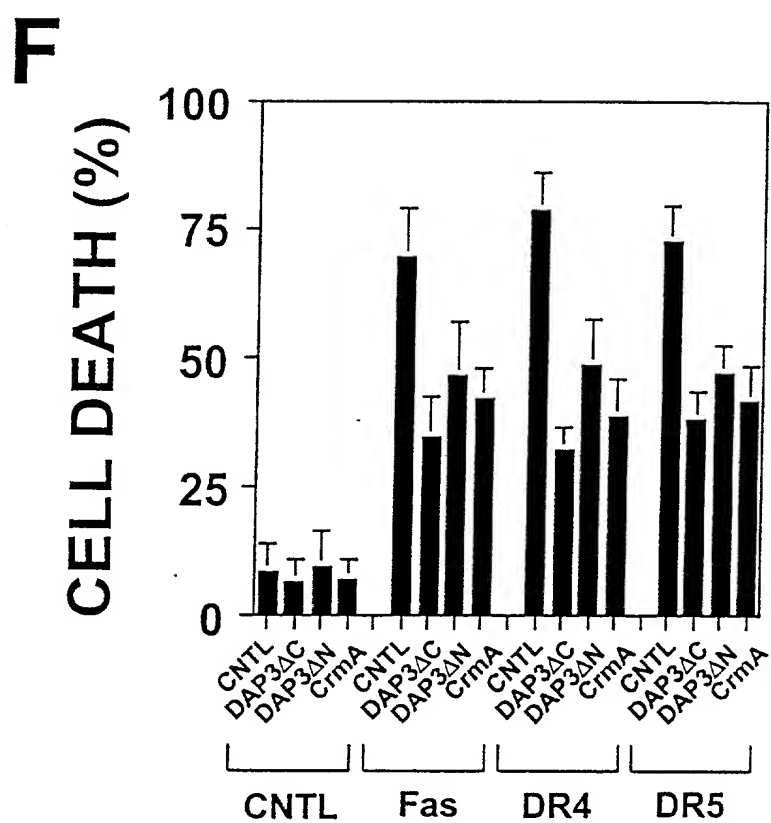 F
CELL DEATH (%)
100
75
50
25
0
CNTL DAP3ΔC DAP3ΔN CrmA CNTL DAP3ΔC DAP3ΔN CrmA CNTL DAP3ΔC DAP3ΔN CrmA CNTL DAP3ΔC DAP3ΔN CrmA
CNTL Fas DR4 DR5